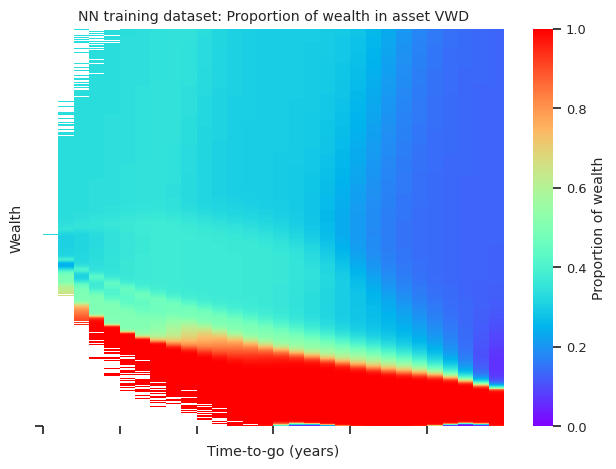 NN training dataset: Proportion of wealth in asset VWD
Wealth
Time-to-go (years)
1.0
0.8
0.6
0.4
0.2
0.0
Proportion of wealth